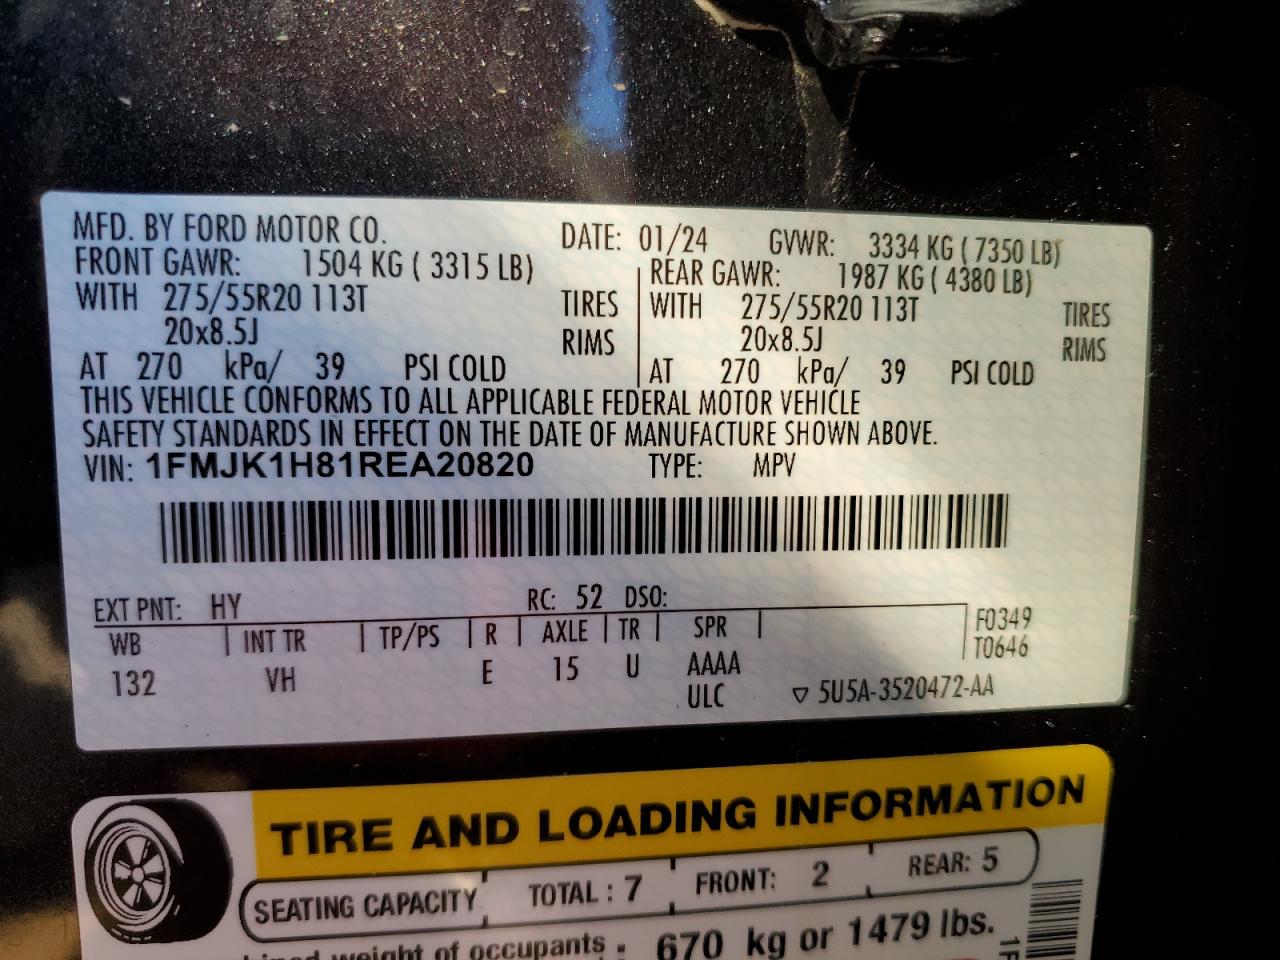 MFD. BY FORD MOTOR CO. DATE: 01/24 GVWR: 3334 KG ( 7350 LB)
FRONT GAWR: 1504 KG ( 3315 LB) REAR GAWR: 1987 KG ( 4380 LB)
WITH 275/55R20 113T TIRES WITH 275/55R20 113T TIRES
20x8.5J RIMS 20x8.5J RIMS
AT 270 kPa/ 39 PSI COLD AT 270 kPa/ 39 PSI COLD
THIS VEHICLE CONFORMS TO ALL APPLICABLE FEDERAL MOTOR VEHICLE
SAFETY STANDARDS IN EFFECT ON THE DATE OF MANUFACTURE SHOWN ABOVE.
VIN: 1FMJK1H81REA20820 TYPE: MPV
EXT PNT: HY RC: 52 DSO:
WB INT TR TP/PS R AXLE TR SPR F0349
T0646
132 VH E 15 U AAAA
ULC ▽ 5U5A-3520472-AA
TIRE AND LOADING INFORMATION
SEATING CAPACITY TOTAL : 7 FRONT: 2 REAR: 5
weight of occupants : 670 kg or 1479 lbs.